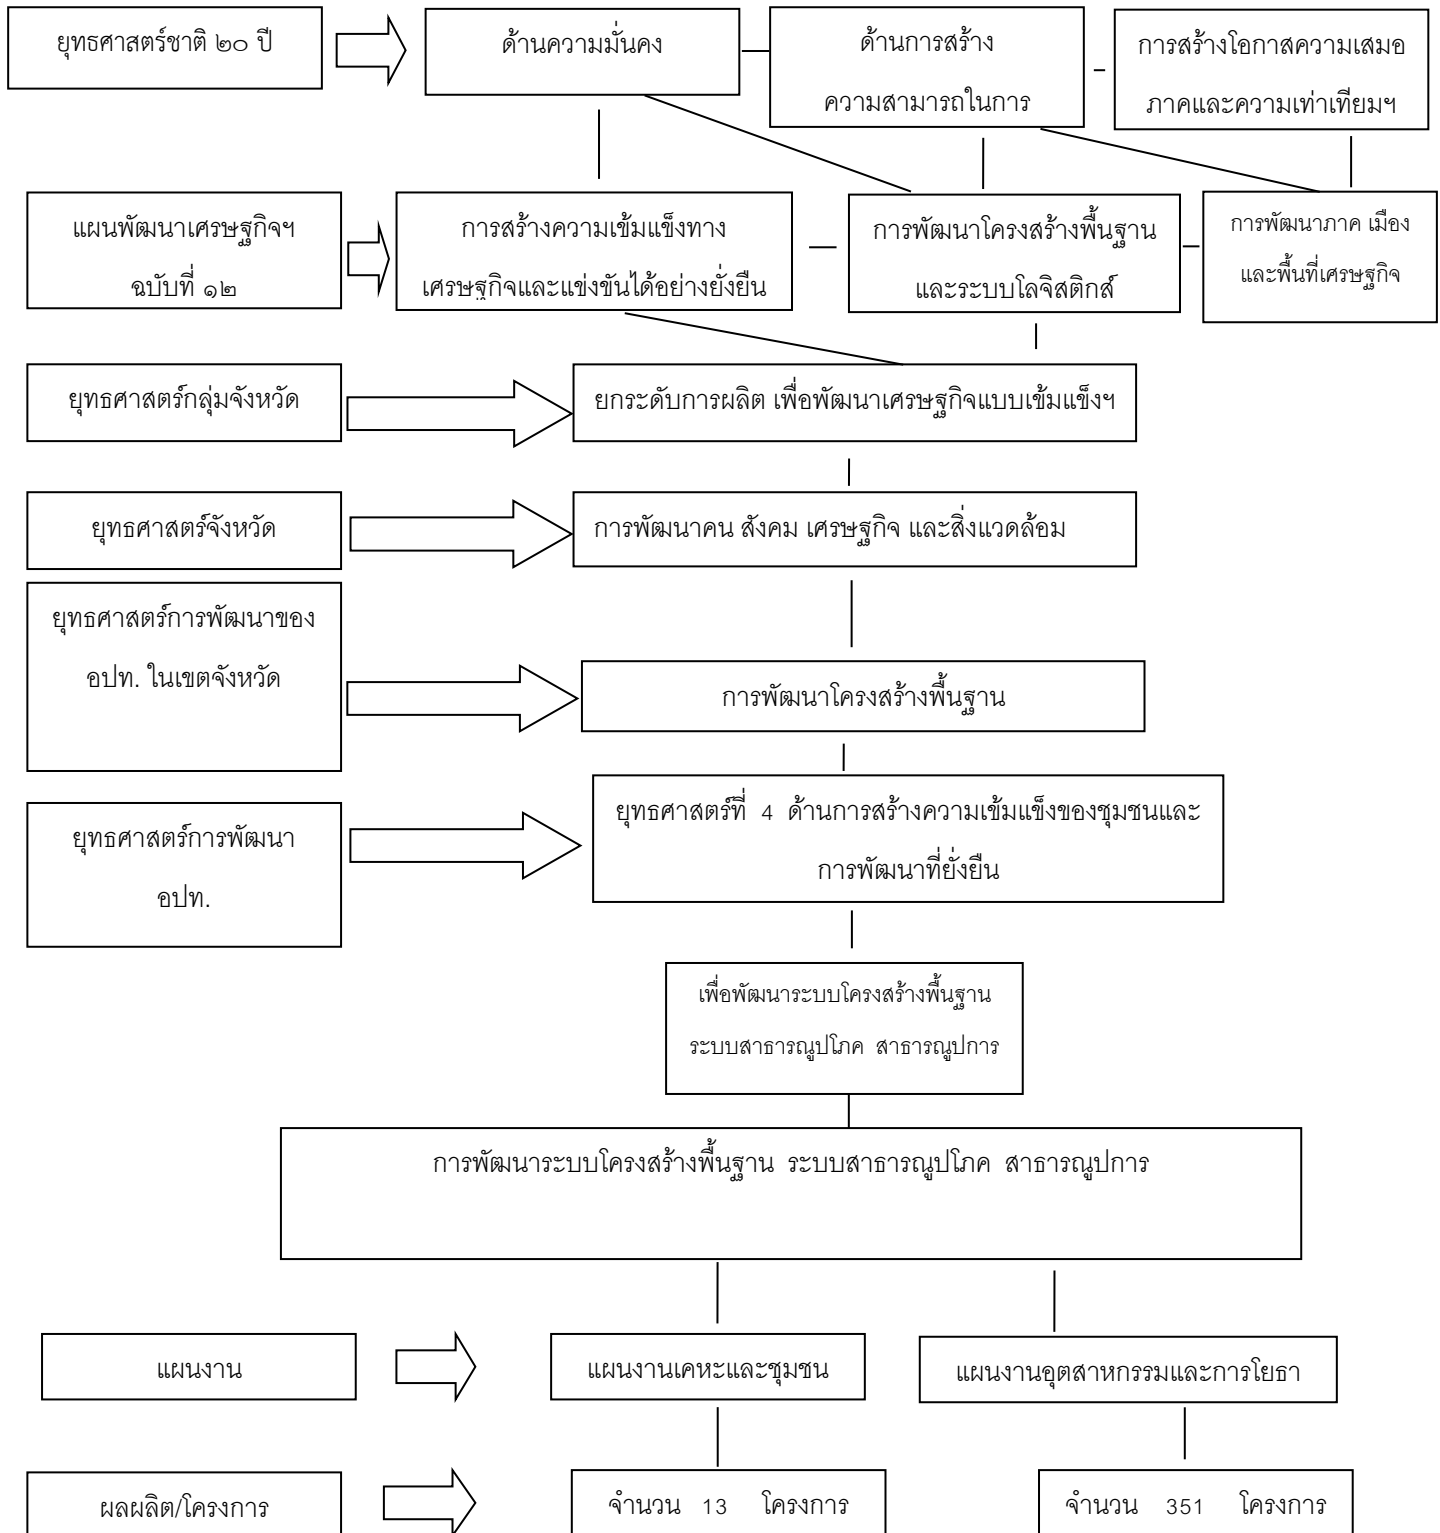 ยุทธศาสตร์ชาติ ๒๐ ปี
ด้านความมั่นคง
ด้านการสร้าง
ความสามารถในการ
การสร้างโอกาสความเสมอ
ภาคและความเท่าเทียมฯ
แผนพัฒนาเศรษฐกิจฯ
ฉบับที่ ๑๒
การสร้างความเข้มแข็งทาง
เศรษฐกิจและแข่งขันได้อย่างยั่งยืน
การพัฒนาโครงสร้างพื้นฐาน
และระบบโลจิสติกส์
การพัฒนาภาค เมือง
และพื้นที่เศรษฐกิจ
ยุทธศาสตร์กลุ่มจังหวัด
ยกระดับการผลิต เพื่อพัฒนาเศรษฐกิจแบบเข้มแข็งฯ
ยุทธศาสตร์จังหวัด
การพัฒนาคน สังคม เศรษฐกิจ และสิ่งแวดล้อม
ยุทธศาสตร์การพัฒนาของ
อปท. ในเขตจังหวัด
การพัฒนาโครงสร้างพื้นฐาน
ยุทธศาสตร์การพัฒนา
อปท.
ยุทธศาสตร์ที่ 4 ด้านการสร้างความเข้มแข็งของชุมชนและ
การพัฒนาที่ยั่งยืน
เพื่อพัฒนาระบบโครงสร้างพื้นฐาน
ระบบสาธารณูปโภค สาธารณูปการ
การพัฒนาระบบโครงสร้างพื้นฐาน ระบบสาธารณูปโภค สาธารณูปการ
แผนงาน
แผนงานเคหะและชุมชน
แผนงานอุตสาหกรรมและการโยธา
ผลผลิต/โครงการ
จำนวน 13 โครงการ
จำนวน 351 โครงการ